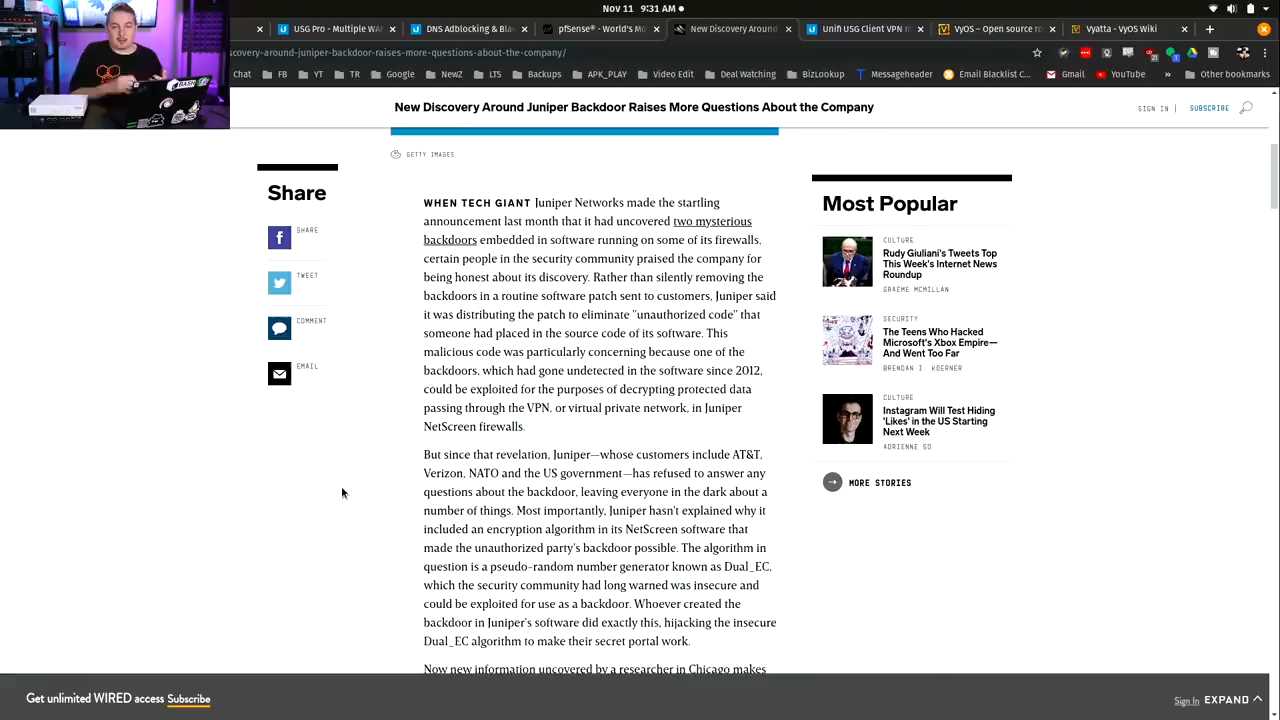 Nov 11 9:31 AM
USG Pro - Multiple WA
DNS
& Bla
- Wo
New Discovery Around
Unifi USG Client VPN
VyOS – Open source ro
Vyatta - VyOS Wiki
scovery-around-juniper-backdoor-raises-more-questions-about-the-company/
Chat
FB
YT
TR
Google
NewZ
LTS
Backups
APK_PLAY
Video Edit
Deal Watching
BizLookup
Messageheader
Email Blacklist C...
Gmail
YouTube
»
Other bookmarks
New Discovery Around Juniper Backdoor Raises More Questions About the Company
SIGN IN |
SUBSCRIBE
GETTY IMAGES
Share
SHARE
TWEET
COMMENT
EMAIL
WHEN TECH GIANT Juniper Networks made the startling
announcement last month that it had uncovered two mysterious
backdoors embedded in software running on some of its firewalls,
certain people in the security community praised the company for
being honest about its discovery. Rather than silently removing the
backdoors in a routine software patch sent to customers, Juniper said
it was distributing the patch to eliminate "unauthorized code" that
someone had placed in the source code of its software. This
malicious code was particularly concerning because one of the
backdoors, which had gone undetected in the software since 2012,
could be exploited for the purposes of decrypting protected data
passing through the VPN, or virtual private network, in Juniper
NetScreen firewalls.
But since that revelation, Juniper—whose customers include AT&T,
Verizon, NATO and the US government—has refused to answer any
questions about the backdoor, leaving everyone in the dark about a
number of things. Most importantly, Juniper hasn't explained why it
included an encryption algorithm in its NetScreen software that
made the unauthorized party's backdoor possible. The algorithm in
question is a pseudo-random number generator known as Dual_EC,
which the security community had long warned was insecure and
could be exploited for use as a backdoor. Whoever created the
backdoor in Juniper's software did exactly this, hijacking the insecure
Dual_EC algorithm to make their secret portal work.
Now new information uncovered by a researcher in Chicago makes
Most Popular
CULTURE
Rudy Giuliani's Tweets Top
This Week's Internet News
Roundup
GRAEME MCMILLAN
SECURITY
The Teens Who Hacked
Microsoft's Xbox Empire—
And Went Too Far
BRENDAN I. KOERNER
CULTURE
Instagram Will Test Hiding
'Likes' in the US Starting
Next Week
ADRIENNE SO
MORE STORIES
Get unlimited WIRED access Subscribe
Sign In
EXPAND